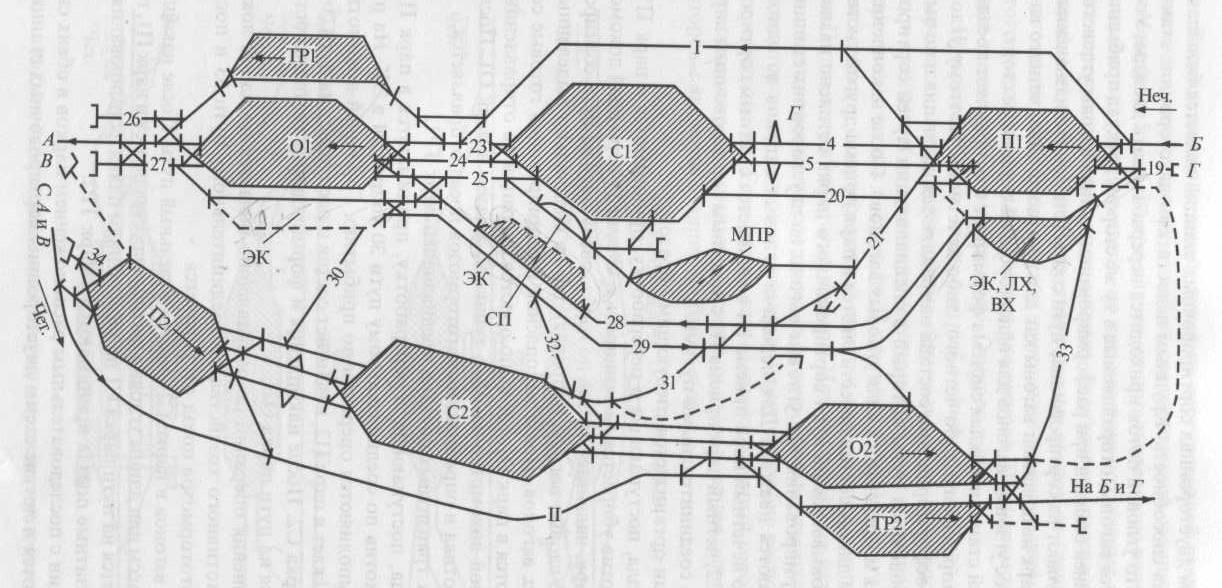 ТР1
I
Неч.
26
А
В
27
О1
23
24
25
С1
Г
4
5
20
П1
Б
19
Г
С А и В
Чет.
ЭК
30
ЭК
СП
МПР
21
ЭК, ЛХ,
ВХ
34
П2
28
29
32
31
33
С2
О2
II
ТР2
На Б и Г